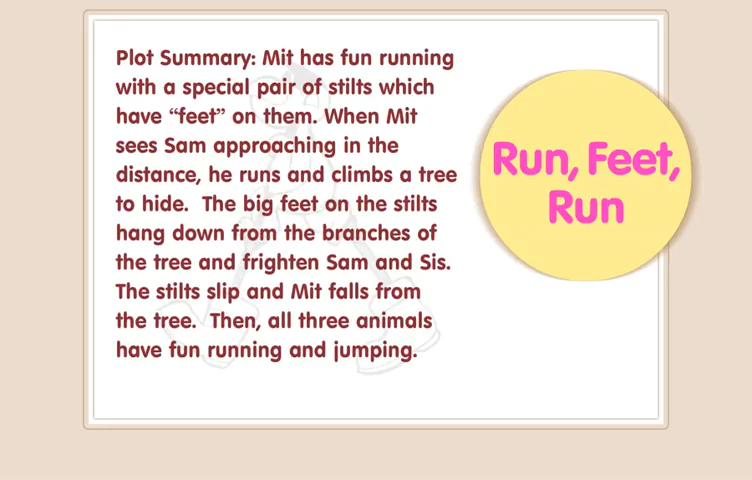 Plot Summary: Mit has fun running
with a special pair of stilts which
have “feet” on them. When Mit
sees Sam approaching in the
distance, he runs and climbs a tree
to hide.  The big feet on the stilts
hang down from the branches of
the tree and frighten Sam and Sis.
The stilts slip and Mit falls from
the tree.  Then, all three animals
have fun running and jumping.
Run, Feet,
Run